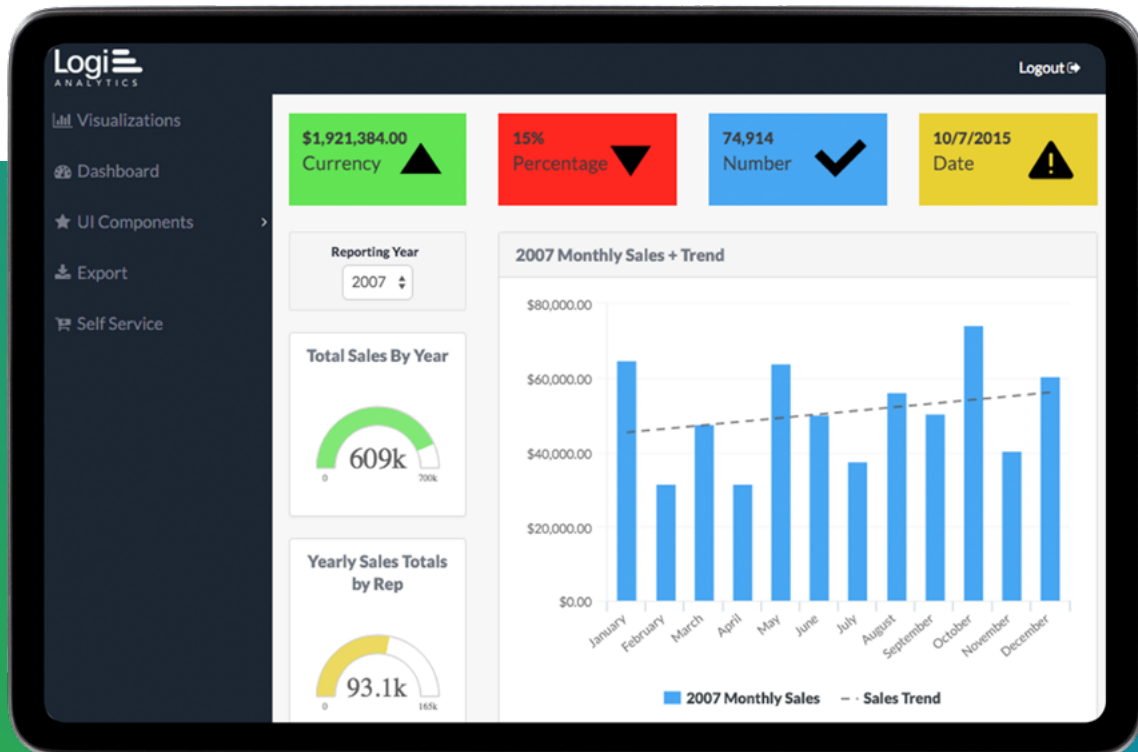 Logi
ANALYTICS
Logout
Visualizations
Dashboard
UI Components
Export
Self Service
$1,921,384.00
Currency
15%
Percentage
74,914
Number
10/7/2015
Date
Reporting Year
2007
Total Sales By Year
609k
0
700k
Yearly Sales Totals
by Rep
93.1k
0
165k
2007 Monthly Sales + Trend
$80,000.00
$60,000.00
$40,000.00
$20,000.00
$0.00
January
February
March
April
May
June
July
August
September
October
November
December
2007 Monthly Sales
Sales Trend